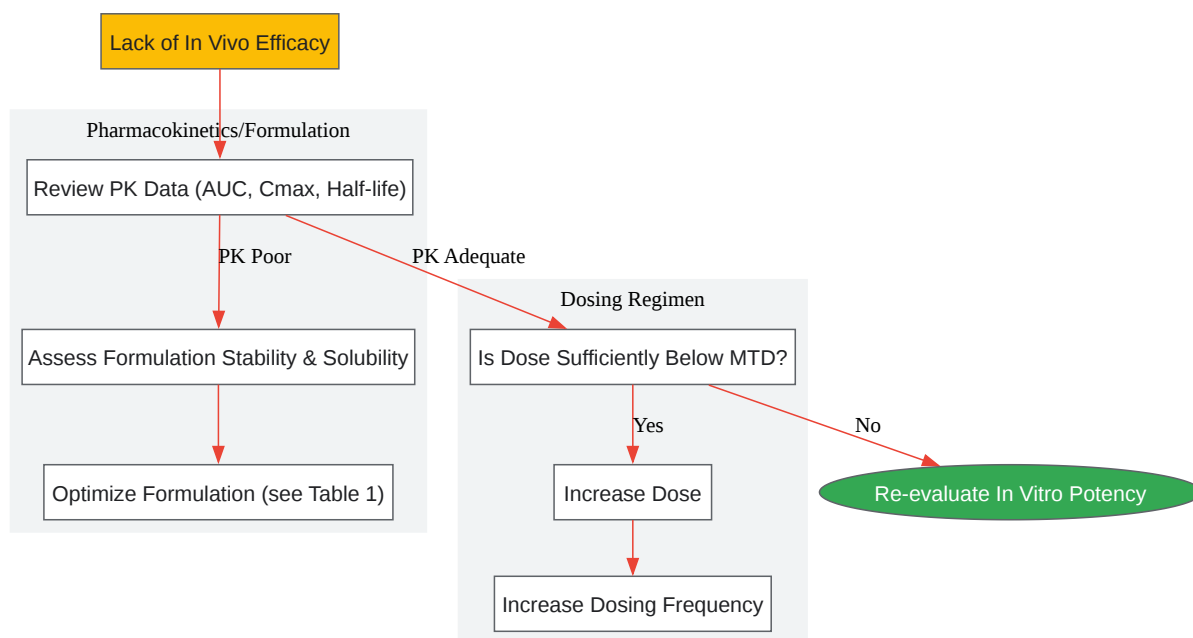 Lack of In Vivo Efficacy
Pharmacokinetics/Formulation
Review PK Data (AUC, Cmax, Half-life)
PK Poor
PK Adequate
Dosing Regimen
Assess Formulation Stability & Solubility
Is Dose Sufficiently Below MTD?
Yes
No
Optimize Formulation (see Table 1)
Increase Dose
Re-evaluate In Vitro Potency
Increase Dosing Frequency